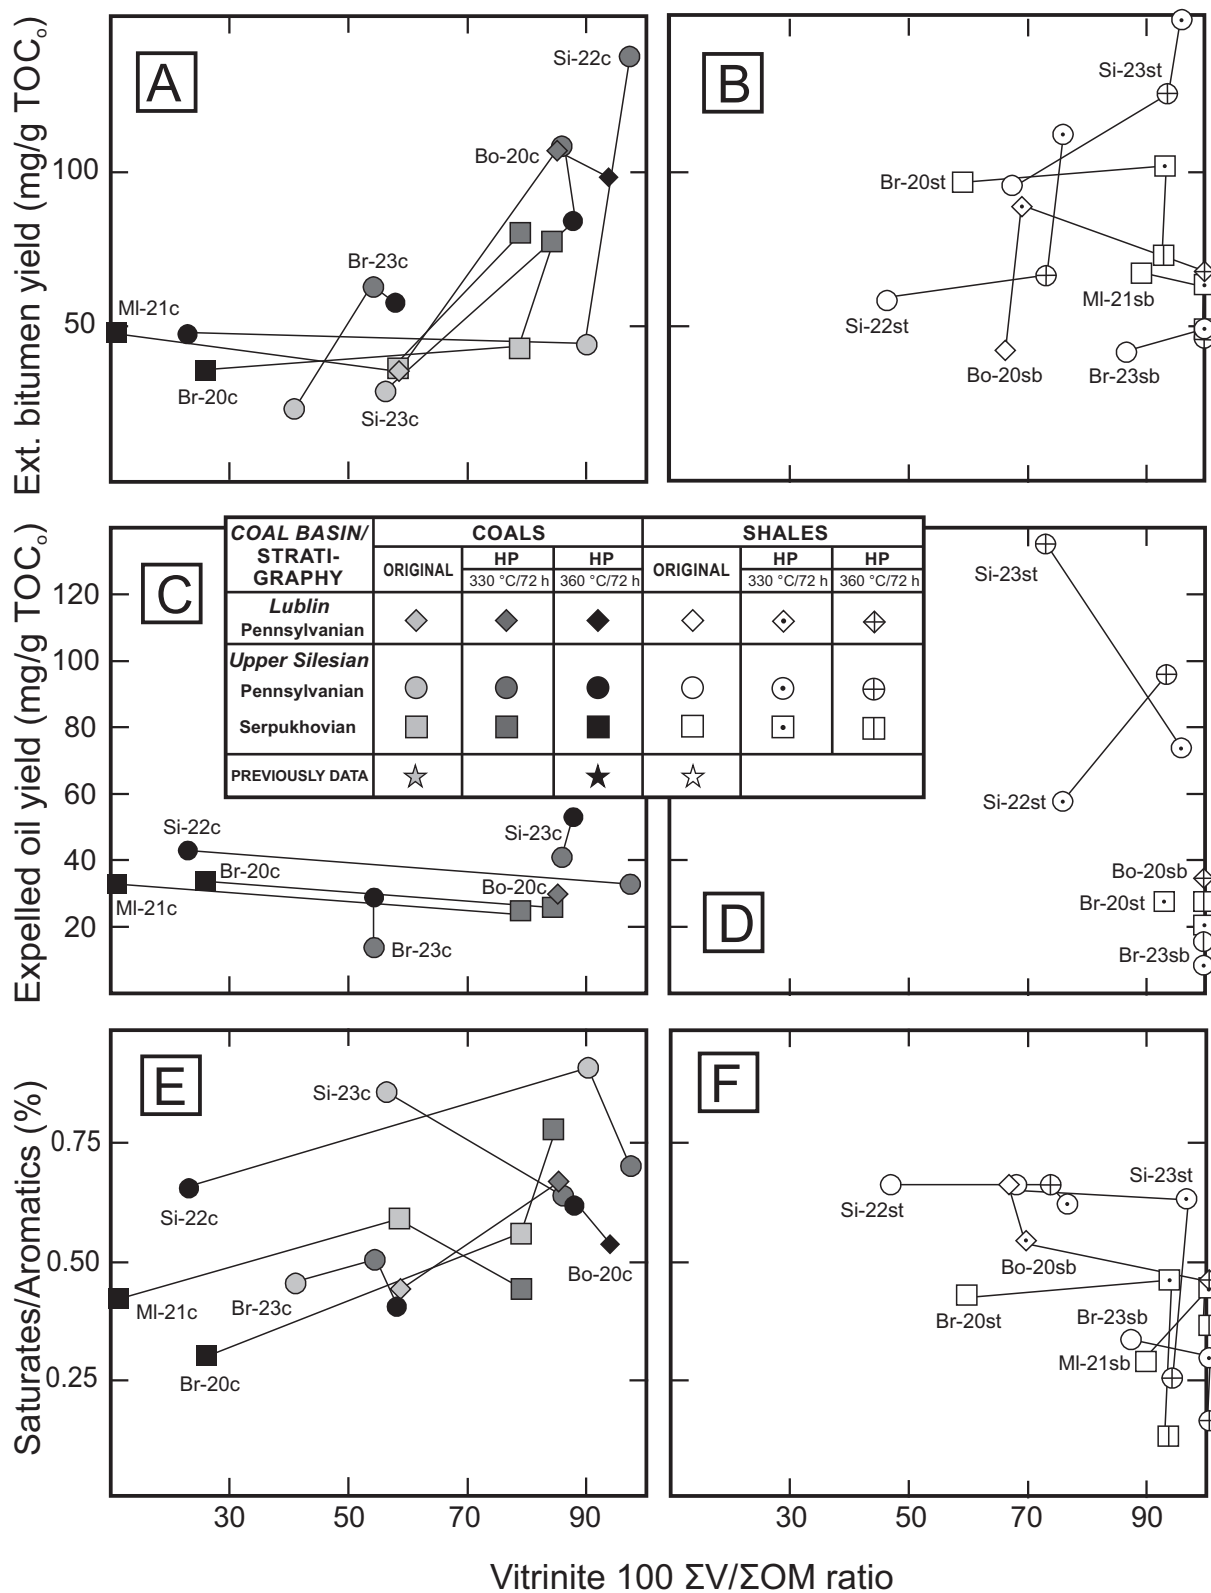 Ext. bitumen yield (mg/g TOCₒ)
100
50
A
Si-22c
Bo-20c
Br-23c
Ml-21c
Br-20c
Si-23c
B
Si-23st
Br-20st
Ml-21sb
Si-22st
Bo-20sb
Br-23sb
Expelled oil yield (mg/g TOCₒ)
120
100
80
60
40
20
C
COAL BASIN/
STRATI-
GRAPHY
COALS
SHALES
ORIGINAL
HP
330 °C/72 h
HP
360 °C/72 h
ORIGINAL
HP
330 °C/72 h
HP
360 °C/72 h
Lublin
Pennsylvanian
Upper Silesian
Pennsylvanian
Serpukhovian
PREVIOUSLY DATA
Si-22c
Si-23c
Br-20c
Bo-20c
Ml-21c
Br-23c
Si-23st
Si-22st
D
Bo-20sb
Br-20st
Br-23sb
Saturates/Aromatics (%)
0.75
0.50
0.25
E
Si-23c
Si-22c
Bo-20c
Ml-21c
Br-23c
Br-20c
F
Si-23st
Si-22st
Bo-20sb
Br-20st
Br-23sb
Ml-21sb
30 50 70 90 30 50 70 90
Vitrinite 100 ΣV/ΣOM ratio